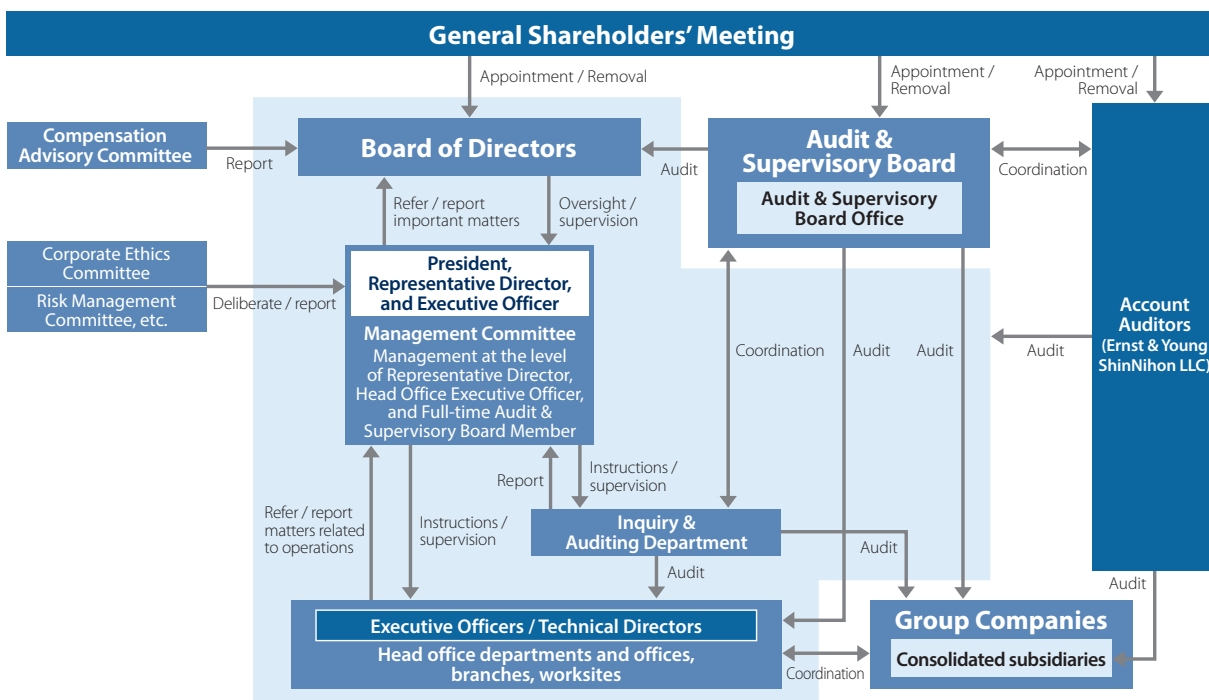 General Shareholders' Meeting
Appointment / Removal
Appointment /
Removal
Appointment /
Removal
Compensation
Advisory Committee
Report
Board of Directors
Audit
Audit &
Supervisory Board
Audit & Supervisory
Board Office
Coordination
Refer / report
important matters
Oversight /
supervision
Corporate Ethics
Committee
Risk Management
Committee, etc.
Deliberate / report
President,
Representative Director,
and Executive Officer
Management Committee
Management at the level
of Representative Director,
Head Office Executive Officer,
and Full-time Audit &
Supervisory Board Member
Coordination
Audit
Audit
Audit
Account
Auditors
(Ernst & Young
ShinNihon LLC)
Refer / report
matters related
to operations
Instructions /
supervision
Report
Instructions /
supervision
Inquiry &
Auditing Department
Audit
Audit
Audit
Executive Officers / Technical Directors
Head office departments and offices,
branches, worksites
Coordination
Group Companies
Consolidated subsidiaries